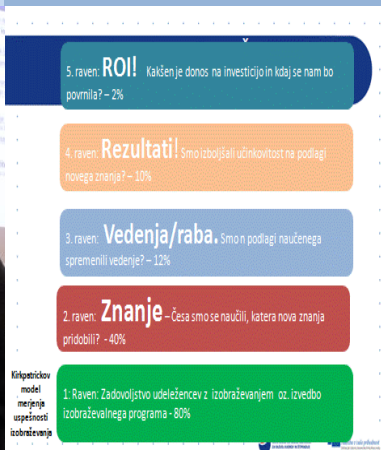 5. raven: ROI! Kakšen je donos na investicijo in kdaj se nam bo
povrnila? – 2%
4. raven: Rezultati! Smo izboljšali učinkovitost na podlagi
novega znanja? – 10%
3. raven: Vedenja/raba. Smo n podlagi naučenega
spremenili vedenje? – 12%
2. raven: Znanje – Česa smo se naučili, katera nova znanja
pridobili? - 40%
Kirkpatrickov
model
merjenja
uspešnosti
izobraževanja
1: Raven: Zadovoljstvo udeležencev z izobraževanjem oz. izvedbo
izobraževalnega programa - 80%